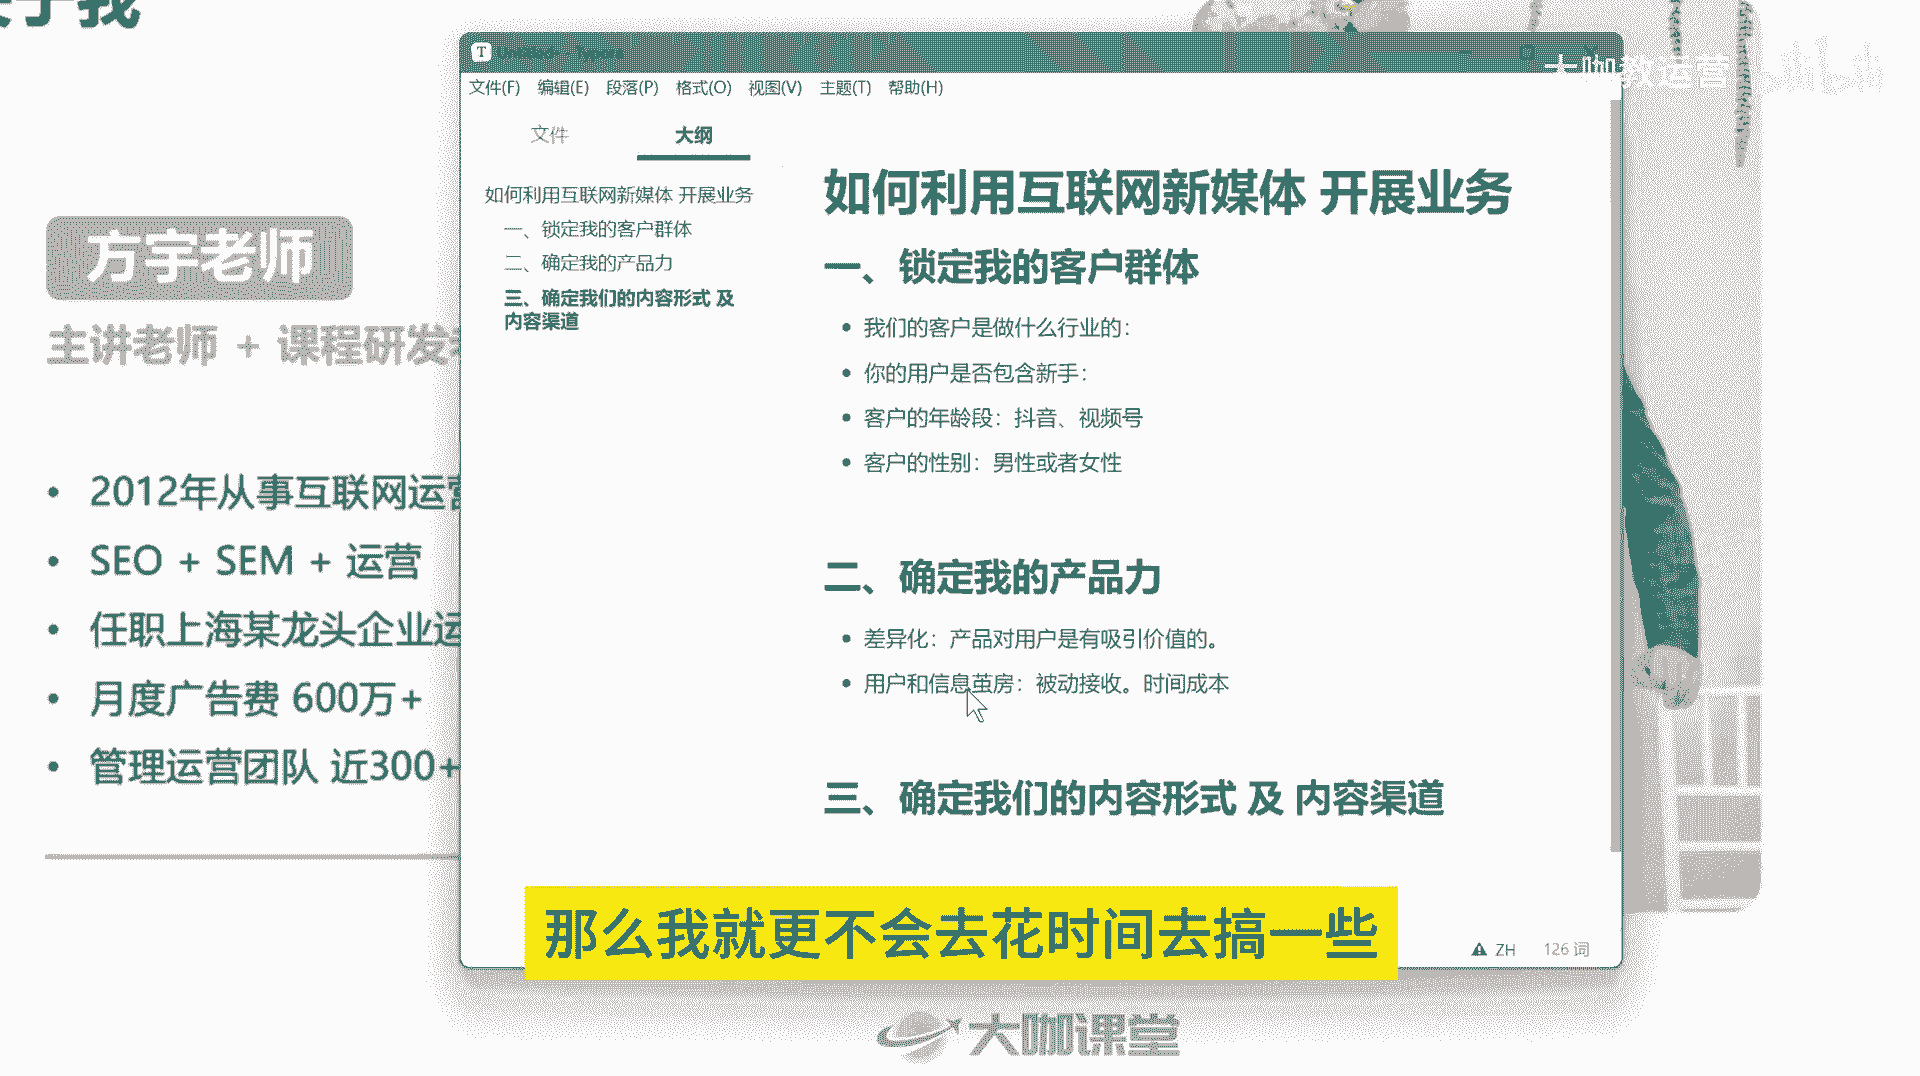 关于我
方宇老师
主讲老师 + 课程研发
2012年从事互联网运营
SEO + SEM + 运营
任职上海某龙头企业运
月度广告费 600万+
管理运营团队 近300+
Untitled - Typora
文件(F) 编辑(E) 段落(P) 格式(O) 视图(V) 主题(T) 帮助(H)
文件 大纲
如何利用互联网新媒体 开展业务
一、锁定我的客户群体
二、确定我的产品力
三、确定我们的内容形式 及
内容渠道
如何利用互联网新媒体 开展业务
一、锁定我的客户群体
我们的客户是做什么行业的：
你的用户是否包含新手：
客户的年龄段：抖音、视频号
客户的性别：男性或者女性
二、确定我的产品力
差异化：产品对用户是有吸引价值的。
用户和信息茧房：被动接收。时间成本
三、确定我们的内容形式 及 内容渠道
ZH 126 词
那么我就更不会去花时间去搞一些
大咖课堂
大咖教运营 bilibili